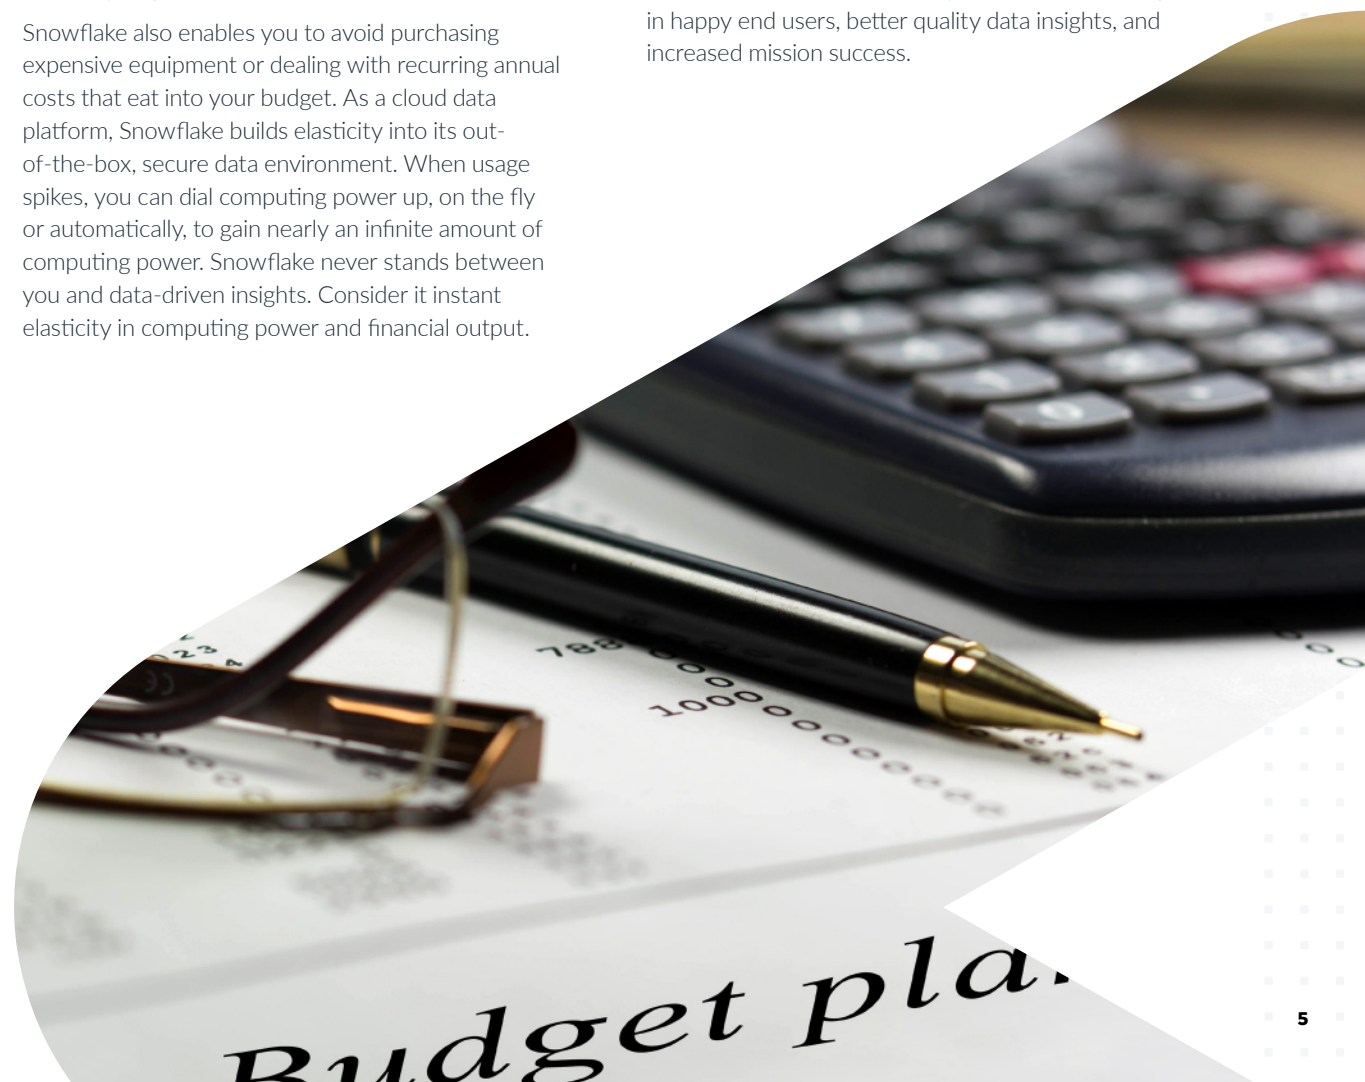 Snowflake also enables you to avoid purchasing
expensive equipment or dealing with recurring annual
costs that eat into your budget. As a cloud data
platform, Snowflake builds elasticity into its out-
of-the-box, secure data environment. When usage
spikes, you can dial computing power up, on the fly
or automatically, to gain nearly an infinite amount of
computing power. Snowflake never stands between
you and data-driven insights. Consider it instant
elasticity in computing power and financial output.
in happy end users, better quality data insights, and
increased mission success.
788
1000
Budget
5